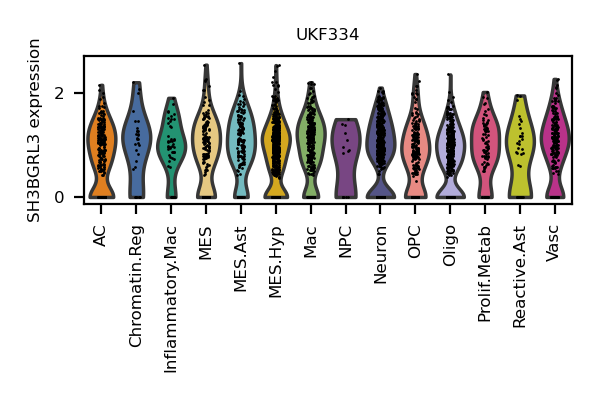 UKF334
SH3BGRL3 expression
2
0
AC
Chromatin.Reg
Inflammatory.Mac
MES
MES.Ast
MES.Hyp
Mac
NPC
Neuron
OPC
Oligo
Prolif.Metab
Reactive.Ast
Vasc